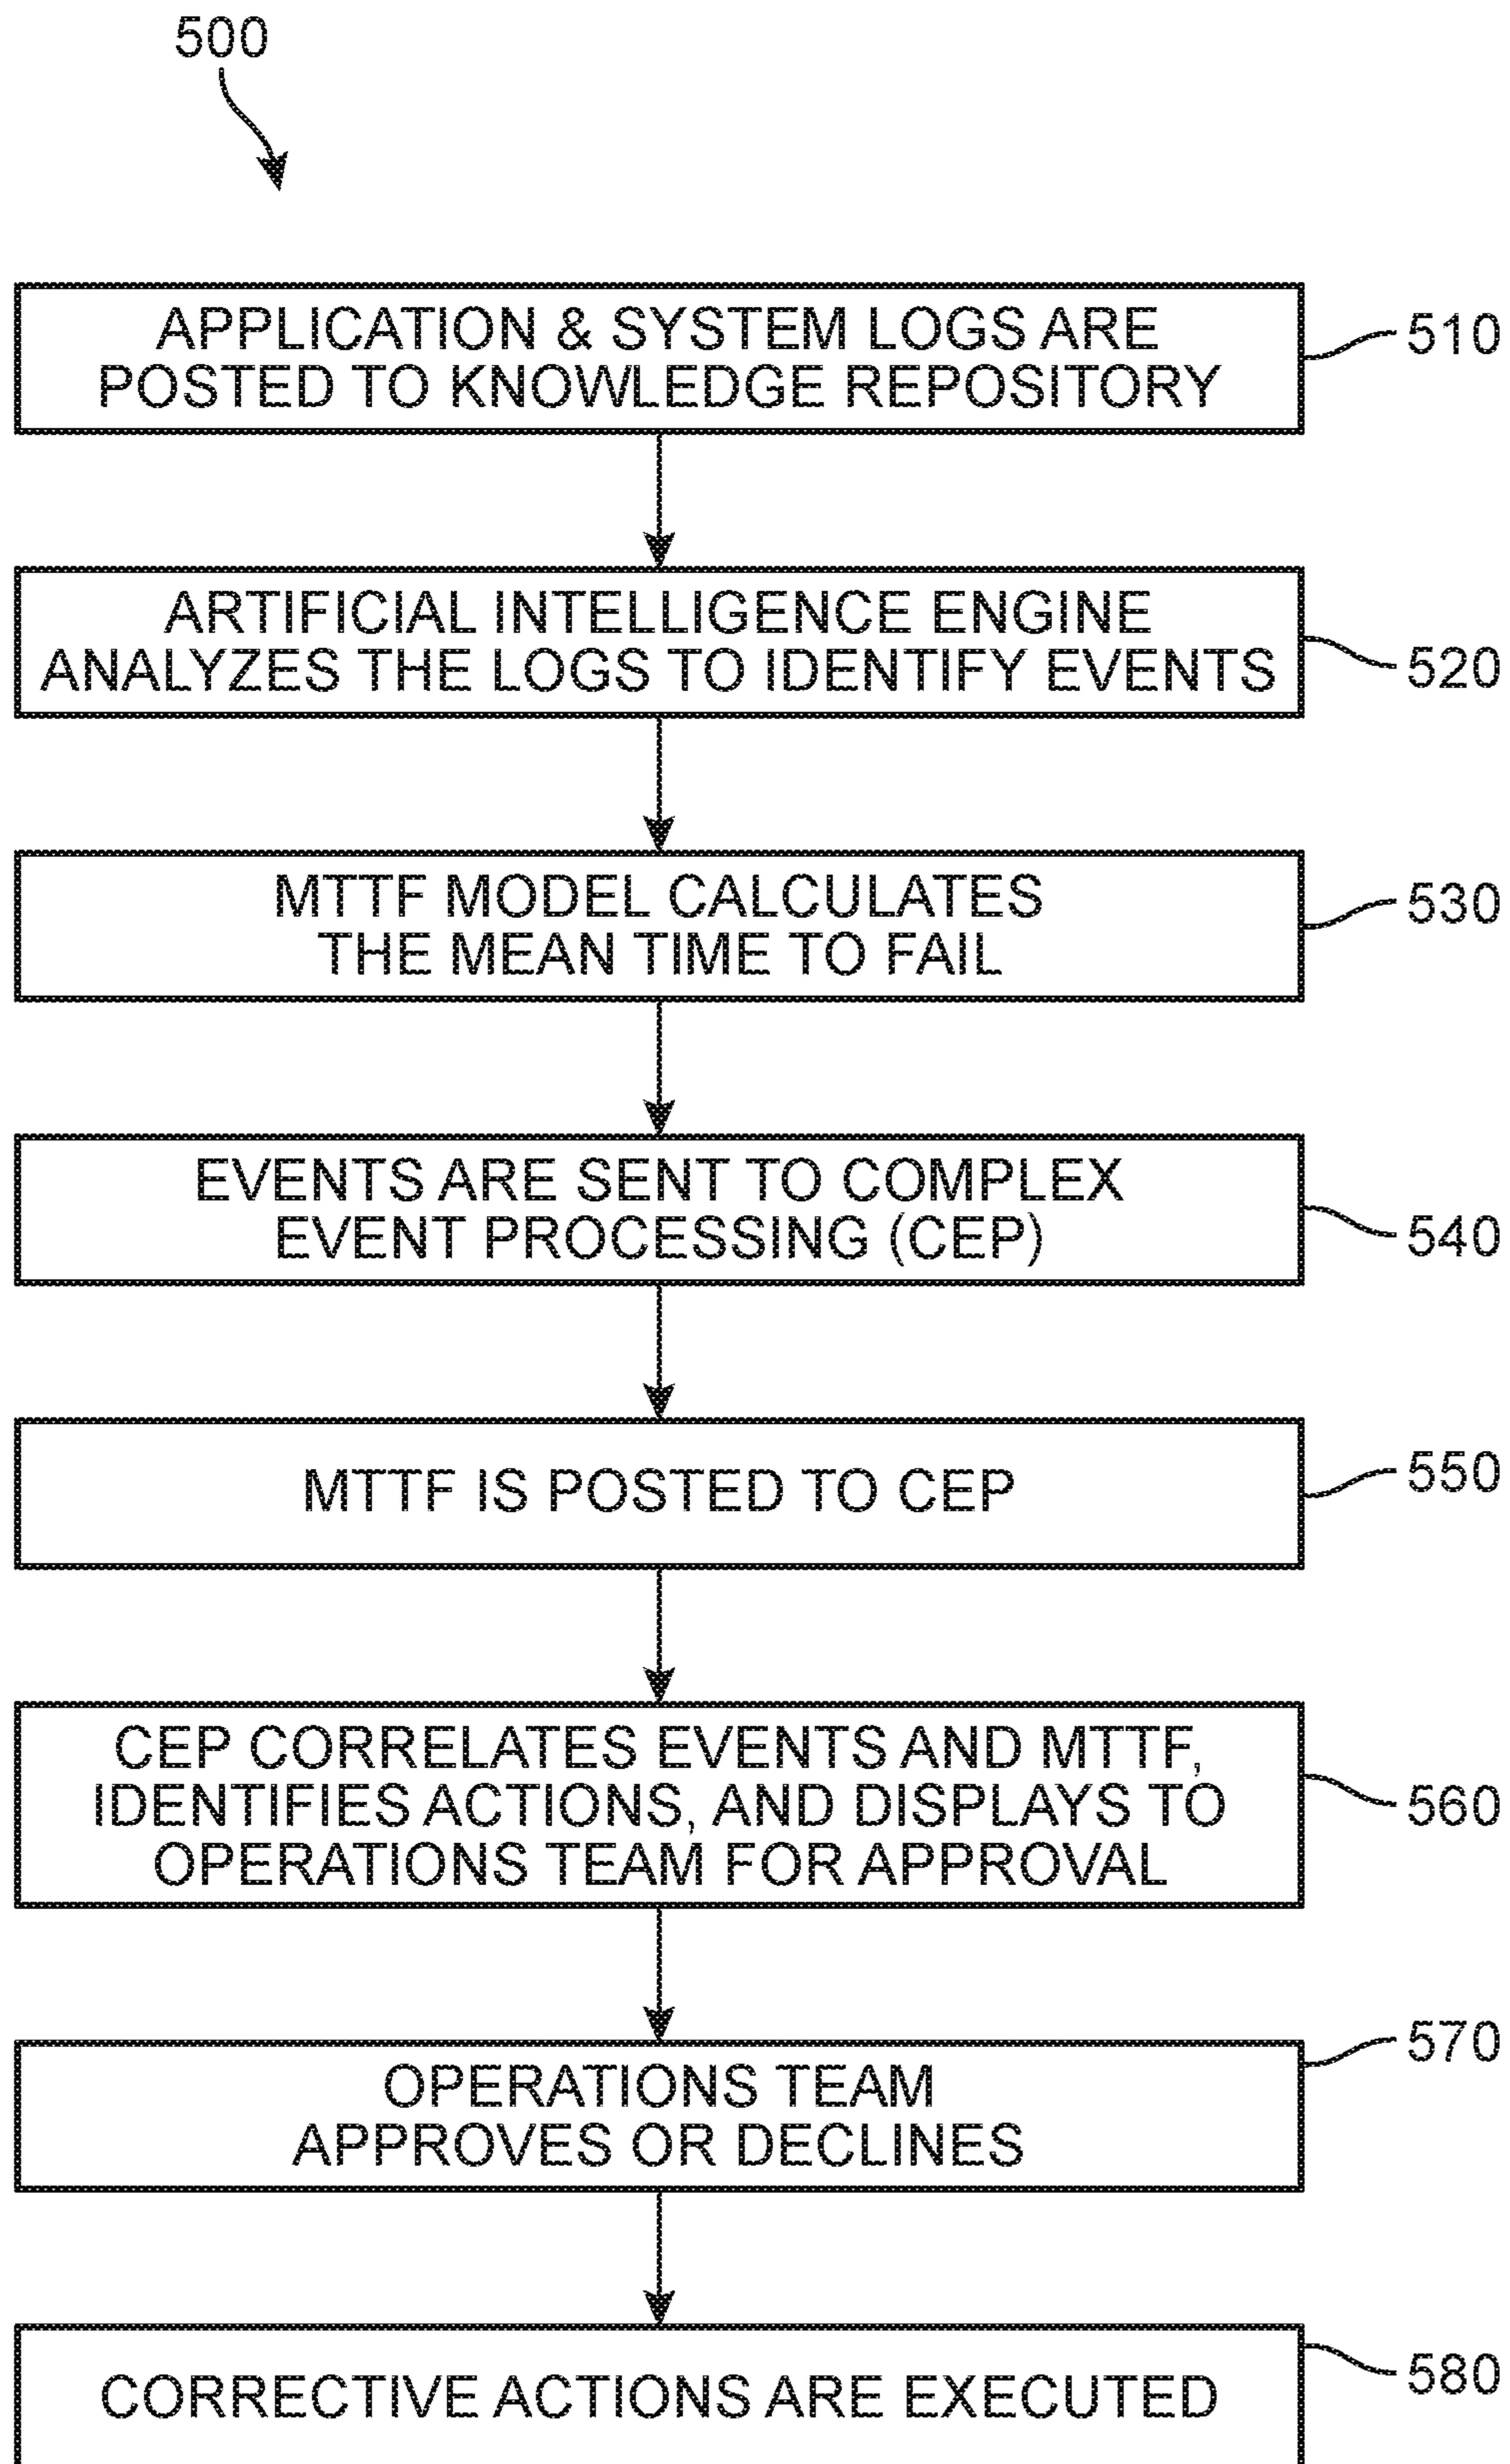 500
APPLICATION & SYSTEM LOGS ARE
POSTED TO KNOWLEDGE REPOSITORY
510
ARTIFICIAL INTELLIGENCE ENGINE
ANALYZES THE LOGS TO IDENTIFY EVENTS
520
MTTF MODEL CALCULATES
THE MEAN TIME TO FAIL
530
EVENTS ARE SENT TO COMPLEX
EVENT PROCESSING (CEP)
540
MTTF IS POSTED TO CEP
550
CEP CORRELATES EVENTS AND MTTF,
IDENTIFIES ACTIONS, AND DISPLAYS TO
OPERATIONS TEAM FOR APPROVAL
560
OPERATIONS TEAM
APPROVES OR DECLINES
570
CORRECTIVE ACTIONS ARE EXECUTED
580